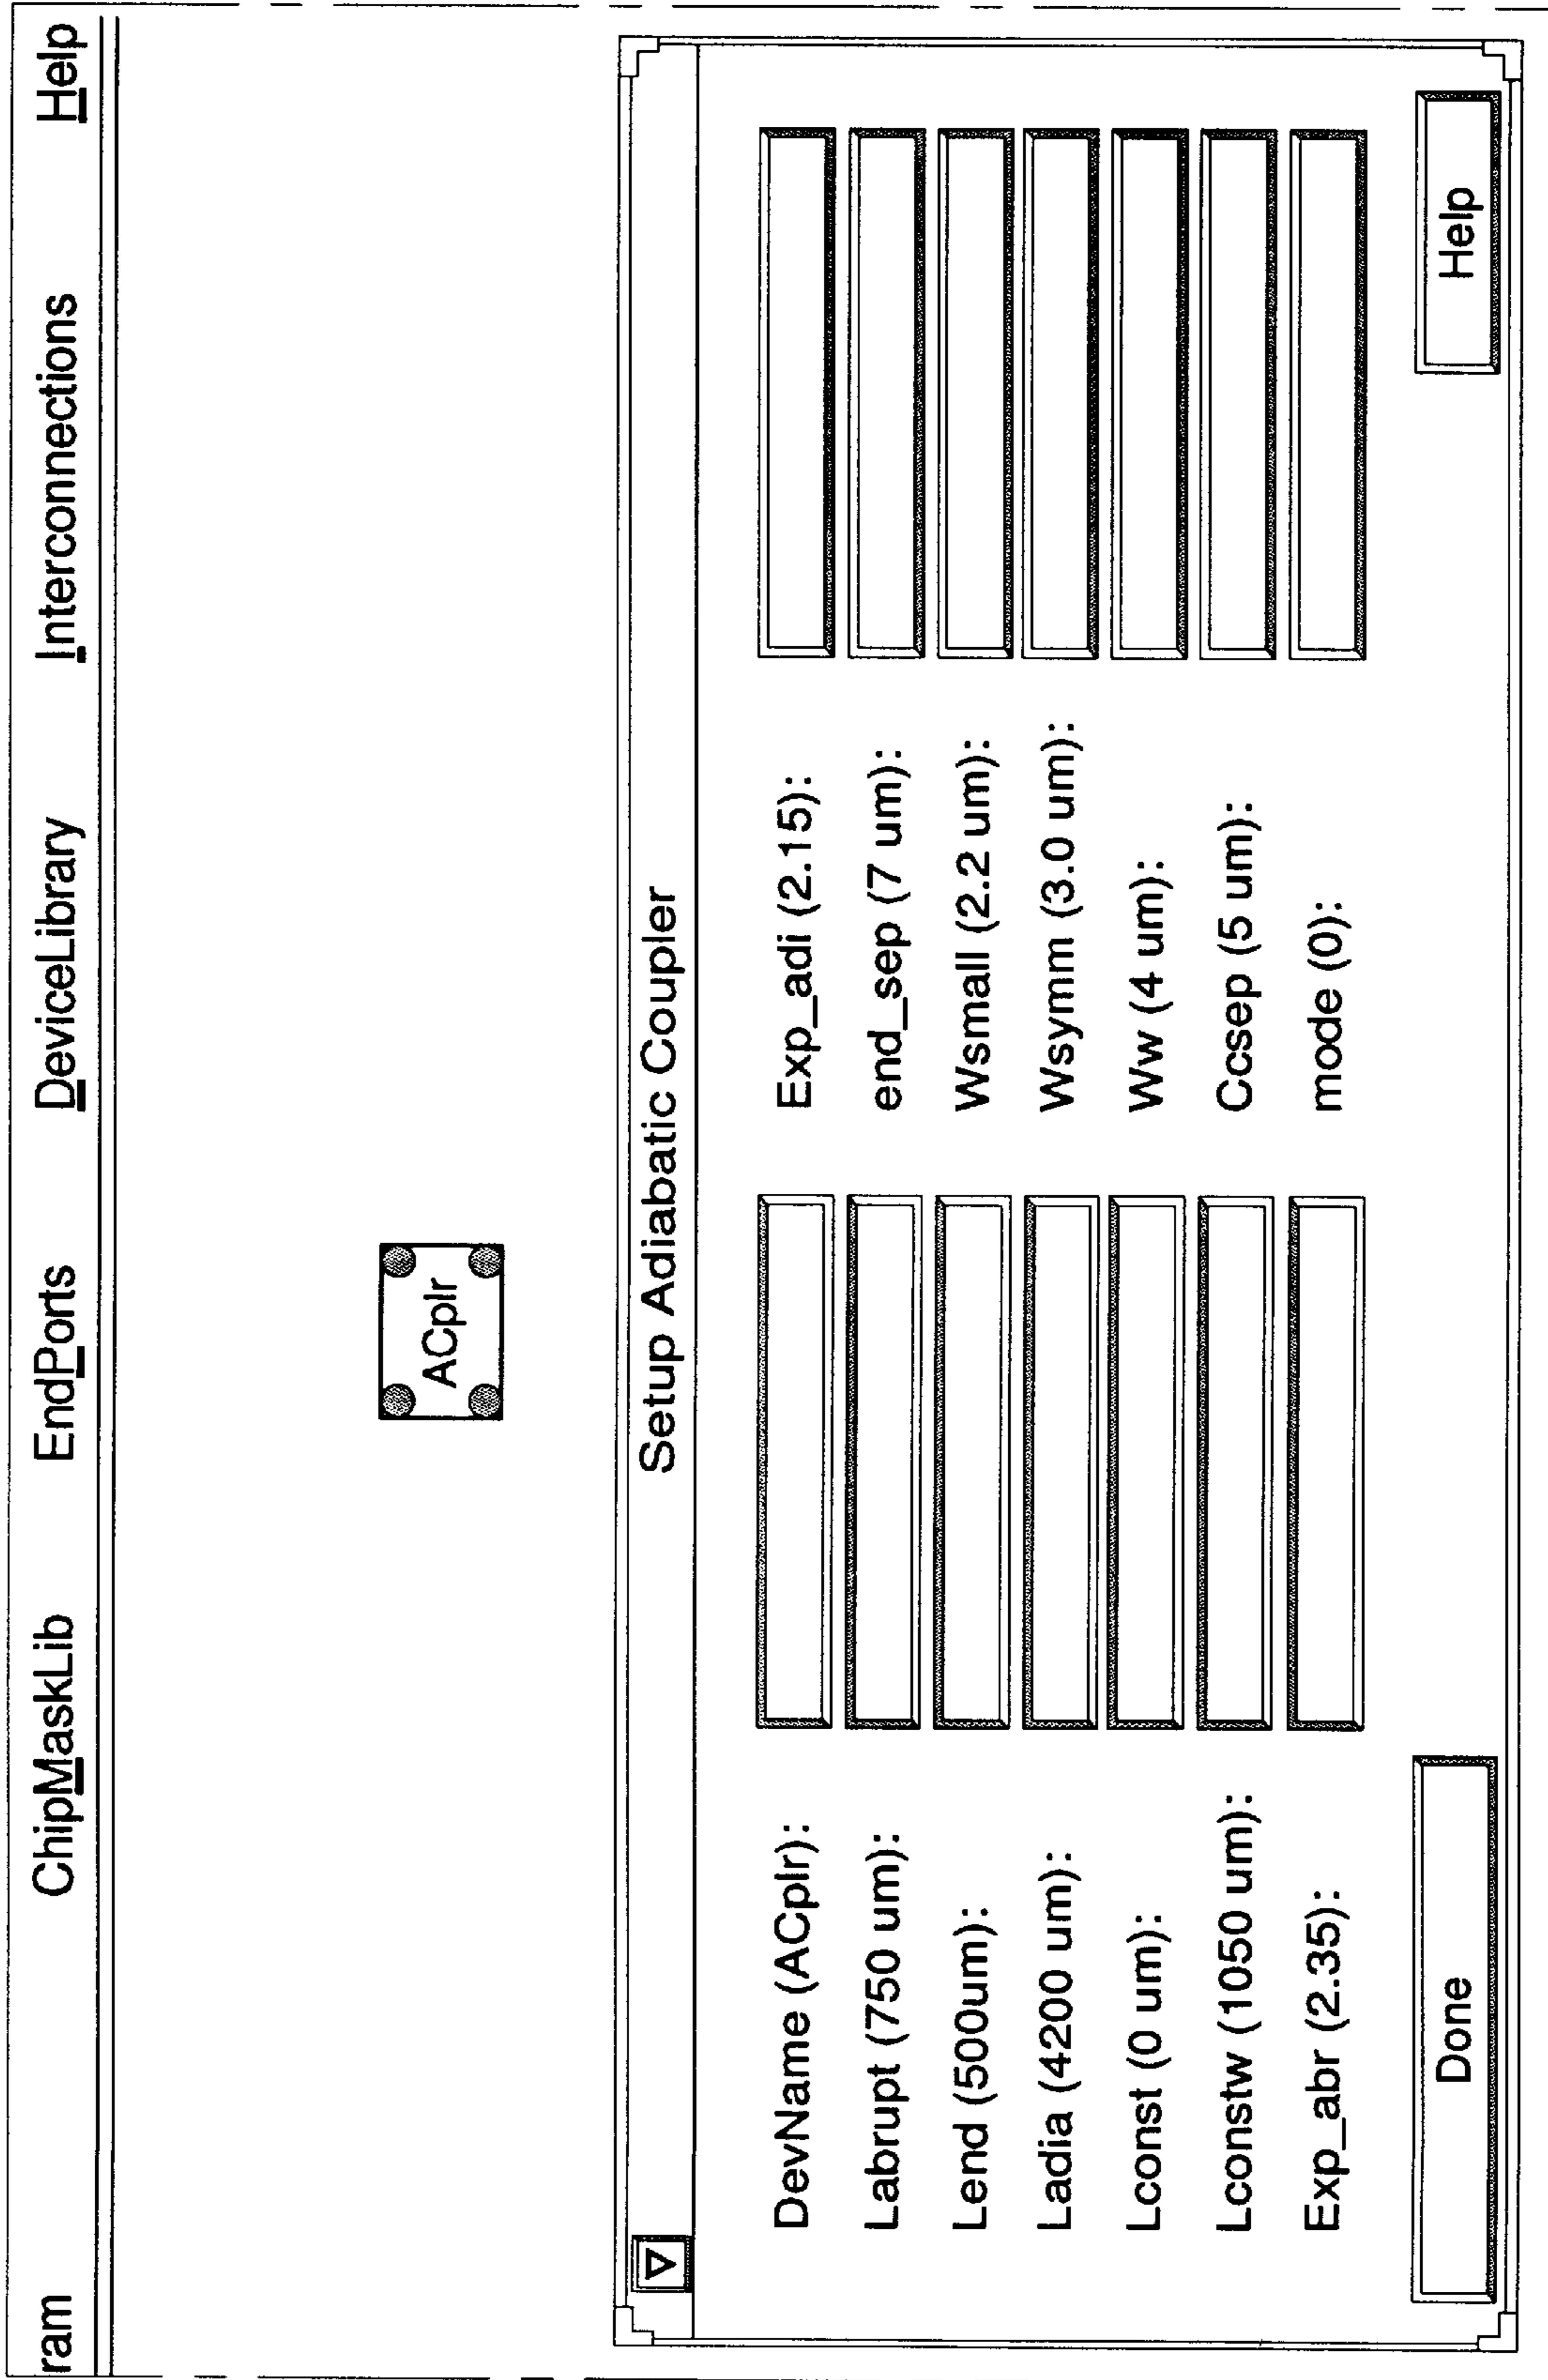 ram ChipMaskLib EndPorts DeviceLibrary Interconnections Help
ACplr
Setup Adiabatic Coupler
DevName (ACplr): Exp_adi (2.15):
Labrupt (750 um): end_sep (7 um):
Lend (500um): Wsmall (2.2 um):
Ladia (4200 um): Wsymm (3.0 um):
Lconst (0 um): Ww (4 um):
Lconstw (1050 um): Ccsep (5 um):
Exp_abr (2.35): mode (0):
Done Help